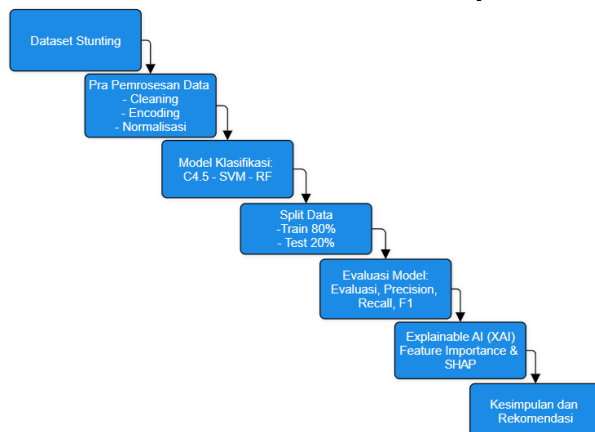 Dataset Stunting
Pra Pemrosesan Data
- Cleaning
- Encoding
- Normalisasi
Model Klasifikasi:
C4.5 - SVM - RF
Split Data
-Train 80%
- Test 20%
Evaluasi Model:
Evaluasi, Precision,
Recall, F1
Explainable AI (XAI)
Feature Importance &
SHAP
Kesimpulan dan
Rekomendasi